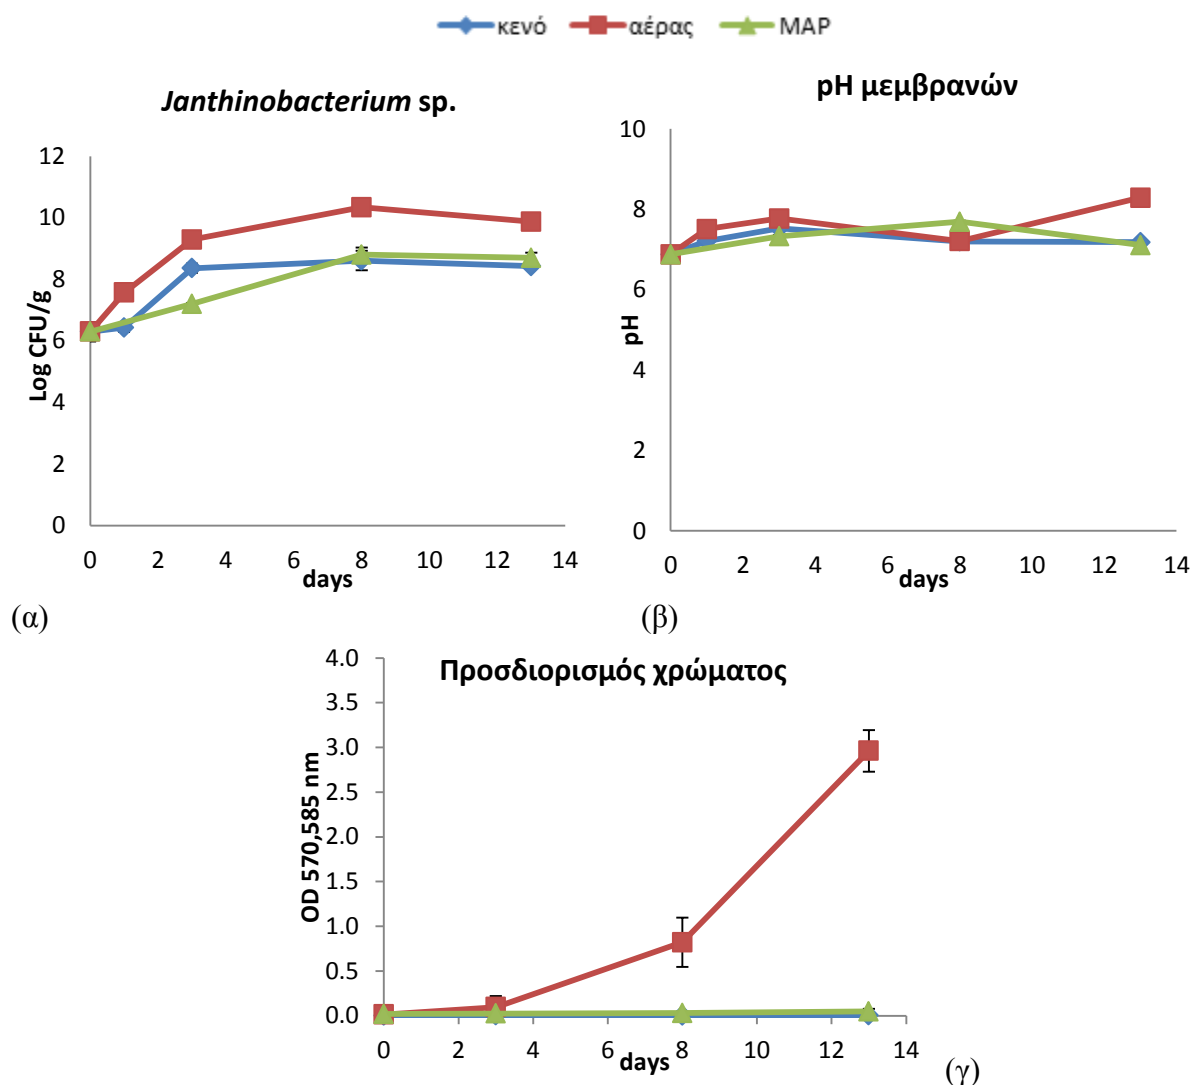 κενό αέρας MAP
Janthinobacterium sp.
Log CFU/g
12
10
8
6
4
2
0
0 2 4 6 8 10 12 14
days
(α)
pH μεμβρανών
pH
10
8
6
4
2
0
0 2 4 6 8 10 12 14
days
(β)
Προσδιορισμός χρώματος
OD 570,585 nm
4.0
3.5
3.0
2.5
2.0
1.5
1.0
0.5
0.0
0 2 4 6 8 10 12 14
days
(γ)